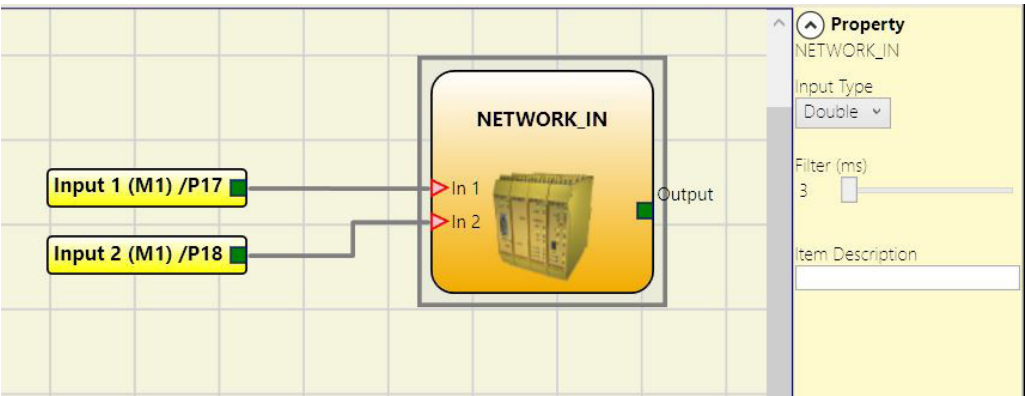 Property
NETWORK_IN
Input Type
Double
Filter (ms)
3
Item Description
NETWORK_IN
Input 1 (M1) /P17
In 1
Output
In 2
Input 2 (M1) /P18